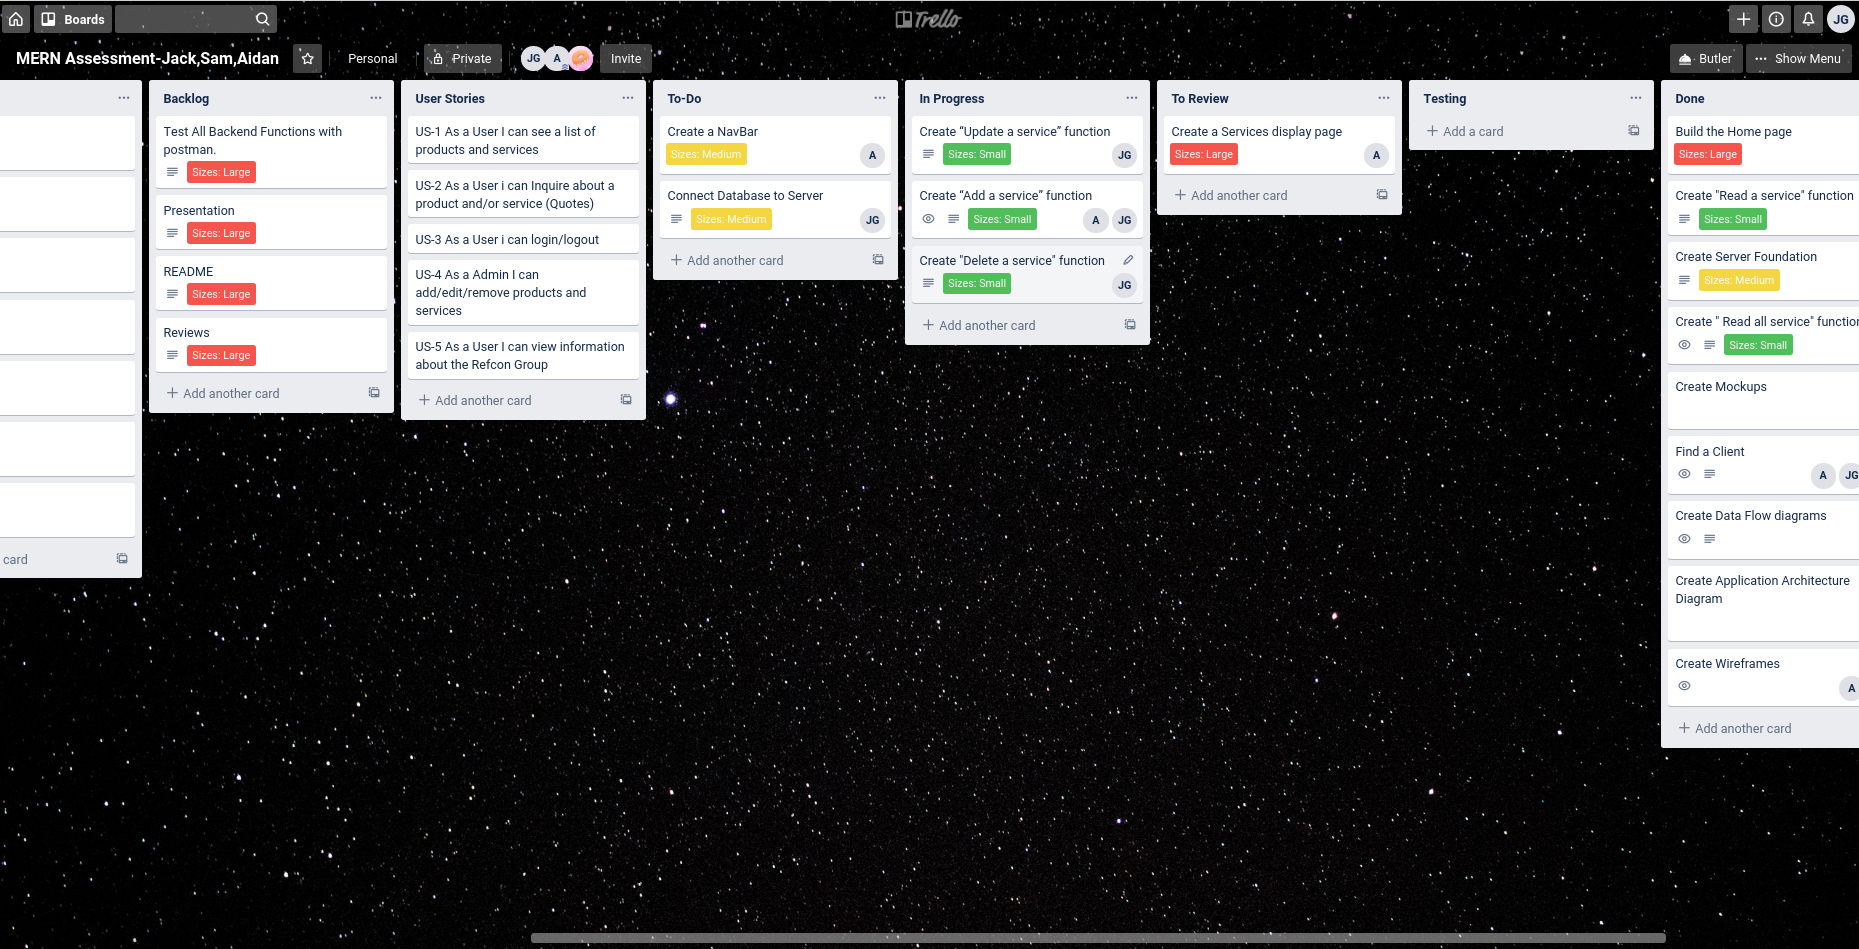 Boards
Trello
JG
MERN Assessment-Jack,Sam,Aidan
Personal
Private
JG
A
Invite
Butler
Show Menu
card
Backlog
Test All Backend Functions with
postman.
Sizes: Large
Presentation
Sizes: Large
README
Sizes: Large
Reviews
Sizes: Large
Add another card
User Stories
US-1 As a User I can see a list of
products and services
US-2 As a User i can Inquire about a
product and/or service (Quotes)
US-3 As a User i can login/logout
US-4 As a Admin I can
add/edit/remove products and
services
US-5 As a User I can view information
about the Refcon Group
Add another card
To-Do
Create a NavBar
Sizes: Medium
A
Connect Database to Server
Sizes: Medium
JG
Add another card
In Progress
Create “Update a service” function
Sizes: Small
JG
Create “Add a service” function
Sizes: Small
A
JG
Create "Delete a service" function
Sizes: Small
JG
Add another card
To Review
Create a Services display page
Sizes: Large
A
Add another card
Testing
Add a card
Done
Build the Home page
Sizes: Large
Create "Read a service" function
Sizes: Small
Create Server Foundation
Sizes: Medium
Create " Read all service" function
Sizes: Small
Create Mockups
Find a Client
A
JG
Create Data Flow diagrams
Create Application Architecture
Diagram
Create Wireframes
A
Add another card